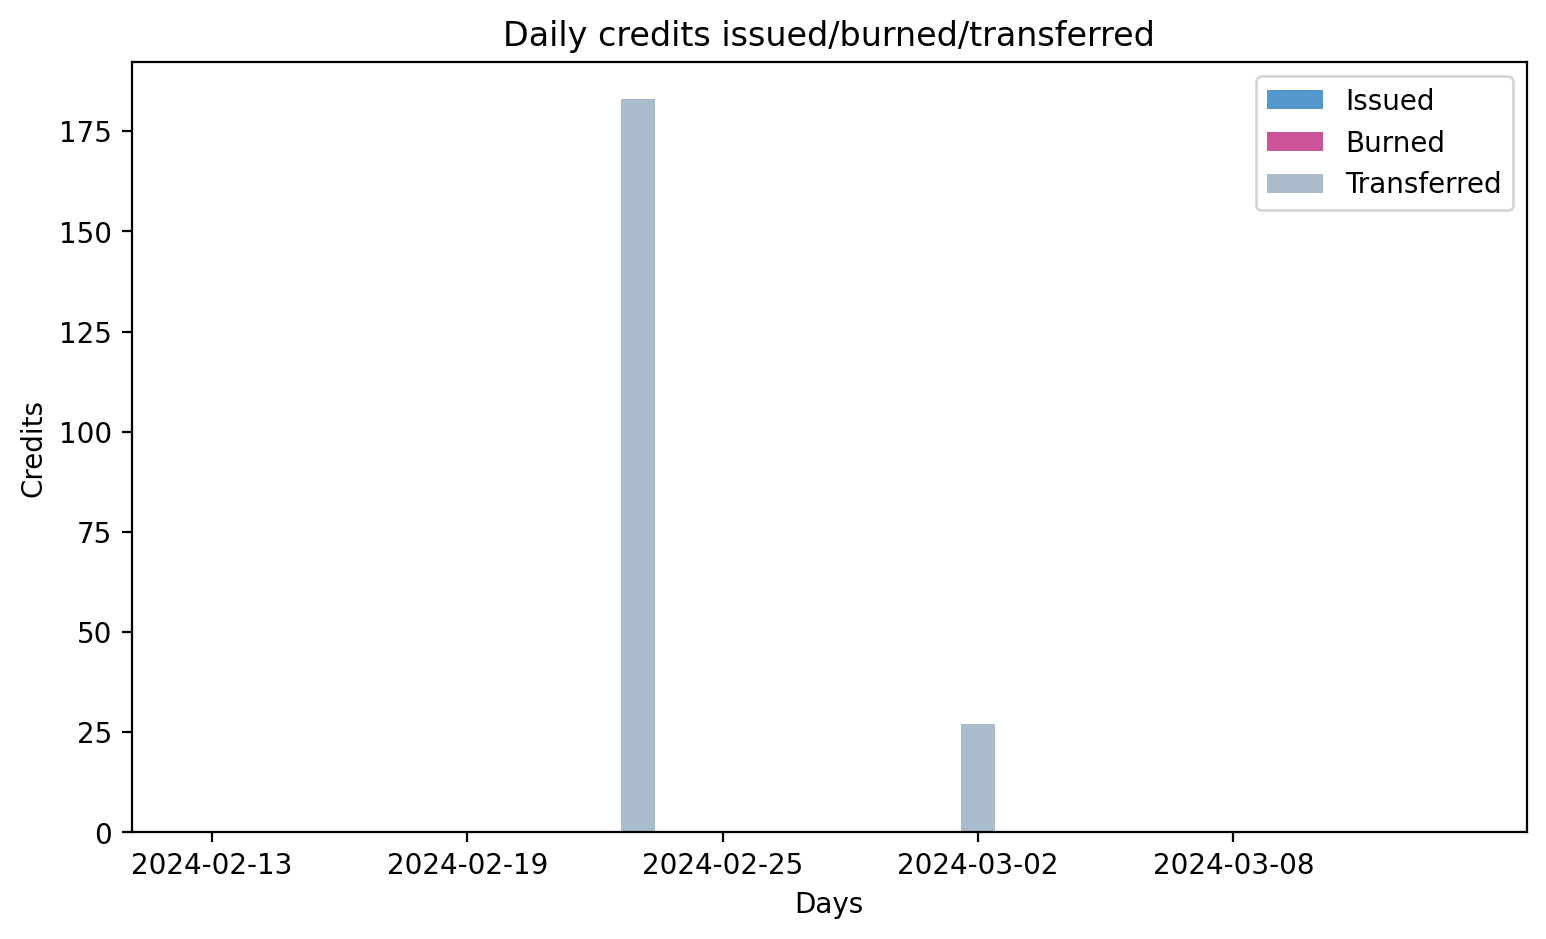 Daily credits issued/burned/transferred
Issued
Burned
Transferred
Credits
175
150
125
100
75
50
25
0
2024-02-13 2024-02-19 2024-02-25 2024-03-02 2024-03-08
Days